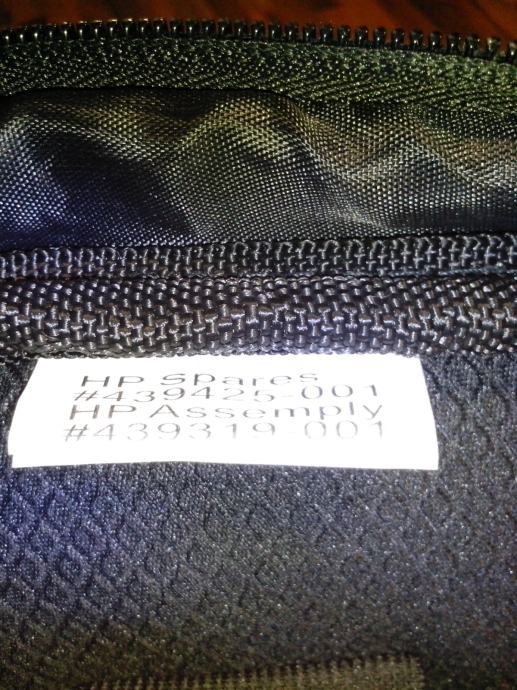 HP Spares
#439425-001
HP Assemply
#439319-001